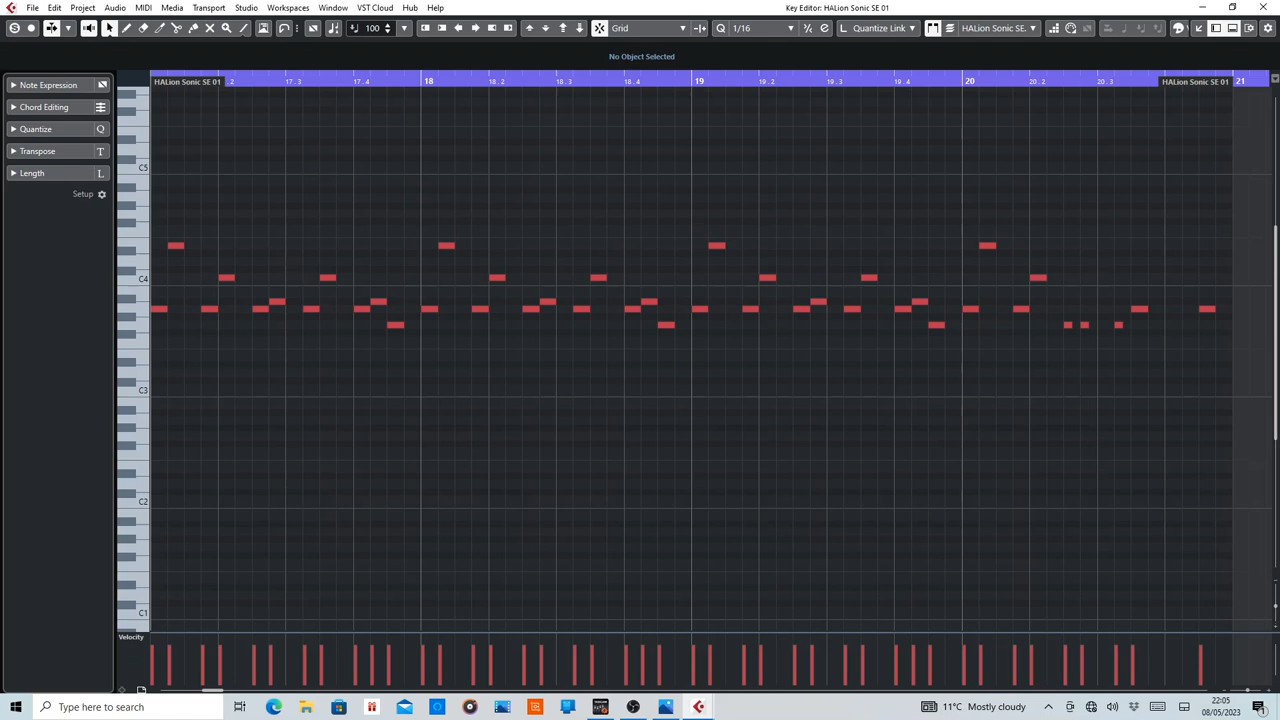 File Edit Project Audio MIDI Media Transport Studio Workspaces Window VST Cloud Hub Help
Key Editor: HALion Sonic SE 01
100 Grid 1/16 Quantize Link HALion Sonic SE.
No Object Selected
HALion Sonic SE 01 2 17.3 17.4 18 18.2 18.3 18.4 19 19.2 19.3 19.4 20 20.2 20.3 HALion Sonic SE 01 21
Note Expression
Chord Editing
Quantize Q
Transpose T
Length L
Setup
C5
C4
C3
C2
C1
Velocity
Type here to search
11°C Mostly cloudy
22:05
08/05/2023